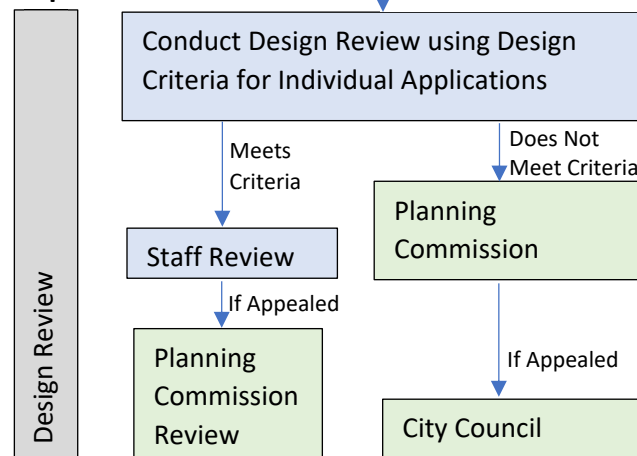 Conduct Design Review using Design
Criteria for Individual Applications
Meets
Criteria
Does Not
Meet Criteria
Staff Review
Planning
Commission
If Appealed
Planning
Commission
Review
If Appealed
City Council
Design Review